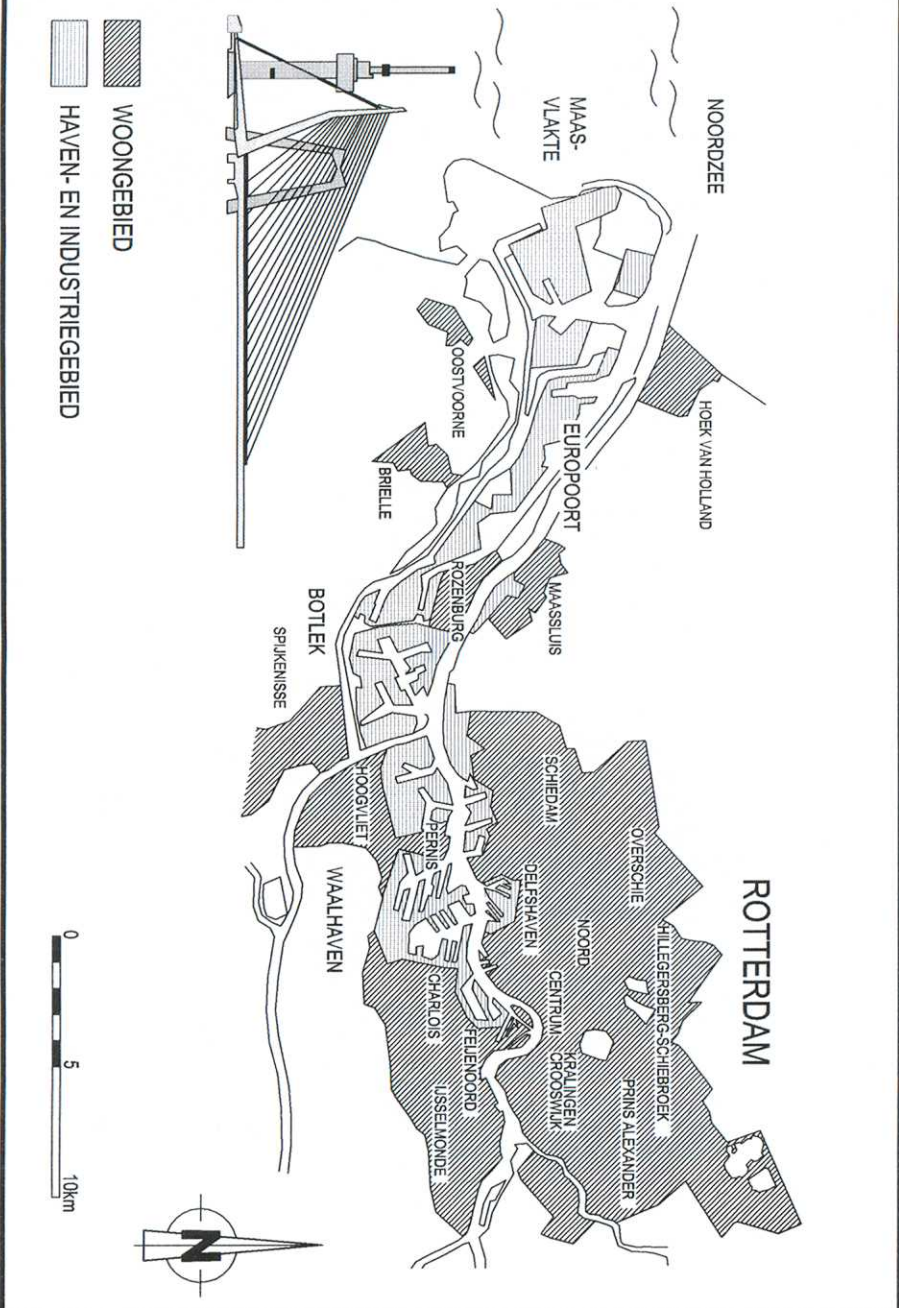 ROTTERDAM
NOORDZEE
HOEK VAN HOLLAND
MAAS-
VLAKTE
EUROPOORT
OOSTVOORNE
BRIELLE
MAASSLUIS
ROZENBURG
BOTLEK
SPIJKENISSE
HOOGVLIET
PERNIS
SCHIEDAM
OVERSCHIE
DELFSHAVEN
NOORD
HILLEGERSBERG-SCHIEBROEK
CENTRUM
KRALINGEN
CROOSWIJK
PRINS ALEXANDER
WAALHAVEN
CHARLOIS
FEIJENOORD
IJSSELMONDE
WOONGEBIED
HAVEN- EN INDUSTRIEGEBIED
0 5 10km
N